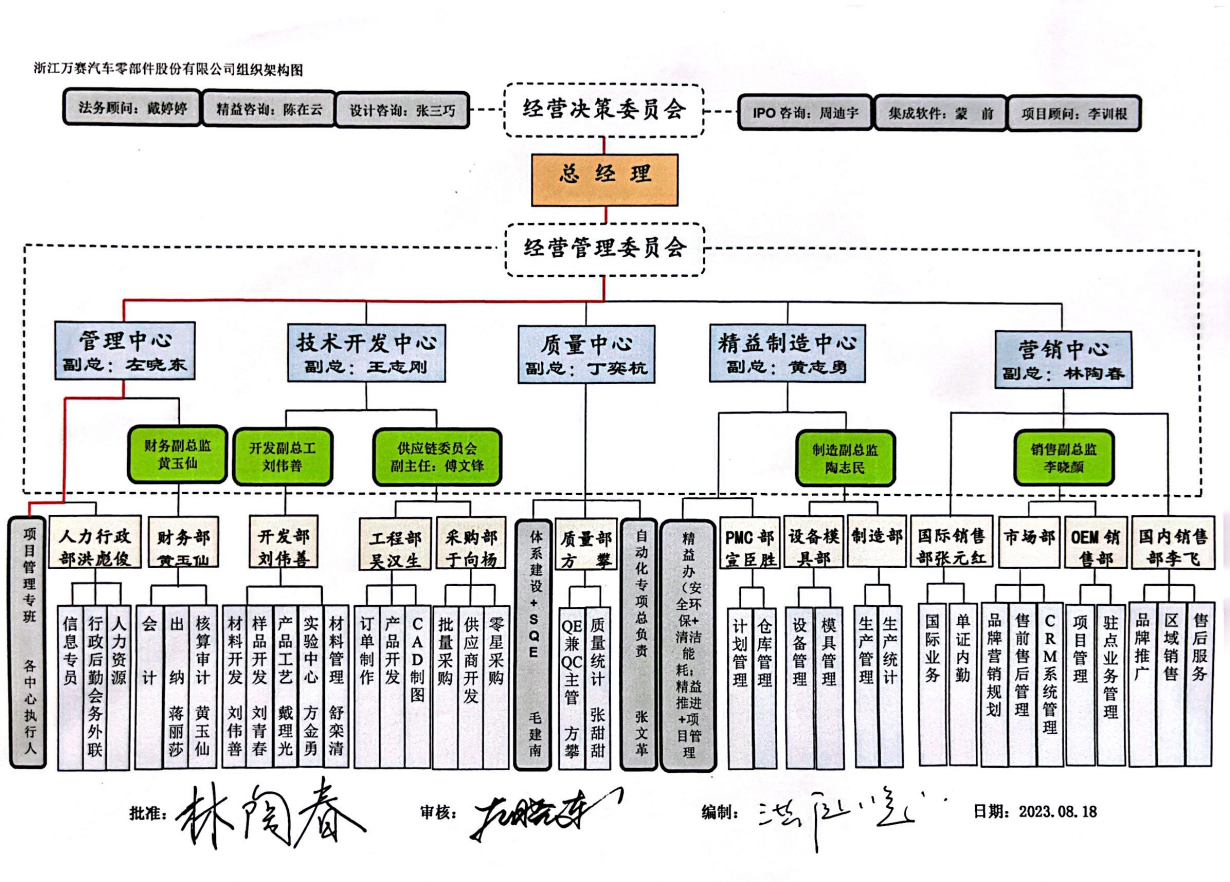 浙江万赛汽车零部件股份有限公司组织架构图
法务顾问：戴婷婷
精益咨询：陈在云
设计咨询：张三巧
经营决策委员会
IPO咨询：周迪宇
集成软件：蒙 前
项目顾问：李训根
总 经 理
经营管理委员会
管理中心
副总：左晓东
技术开发中心
副总：王志刚
质量中心
副总：丁奕杭
精益制造中心
副总：黄志勇
营销中心
副总：林陶春
财务副总监
黄玉仙
开发副总工
刘伟善
供应链委员会
副主任：傅文锋
制造副总监
陶志民
销售副总监
李晓颜
项目管理专班 各中心执行人
人力行政
部洪彪俊
财务部
黄玉仙
开发部
刘伟善
工程部
吴汉生
采购部
于向杨
体系建设+SQE 毛建南
质量部
方 攀
自动化专项总负责 张文革
精益办（安
全环
保+
清洁
能
耗；
精益
推进
+项
目管
理
PMC部
宣臣胜
设备模
具部
制造部
国际销售
部张元红
市场部
OEM销
售部
国内销售
部李飞
信息专员
行政后勤会务外联
人力资源
会 计
出 纳 蒋丽莎
核算审计 黄玉仙
材料开发 刘伟善
样品开发 刘青春
产品工艺 戴理光
实验中心 方金勇
材料管理 舒栾清
订单制作
产品开发
CAD制图
批量采购
供应商开发
零星采购
QE兼QC主管 方攀
质量统计 张甜甜
计划管理
仓库管理
设备管理
模具管理
生产管理
生产统计
国际业务
单证内勤
品牌营销规划
售前售后管理
CRM系统管理
项目管理
驻点业务管理
品牌推广
区域销售
售后服务
批准：林陶春
审核：左晓东
编制：
日期：2023.08.18